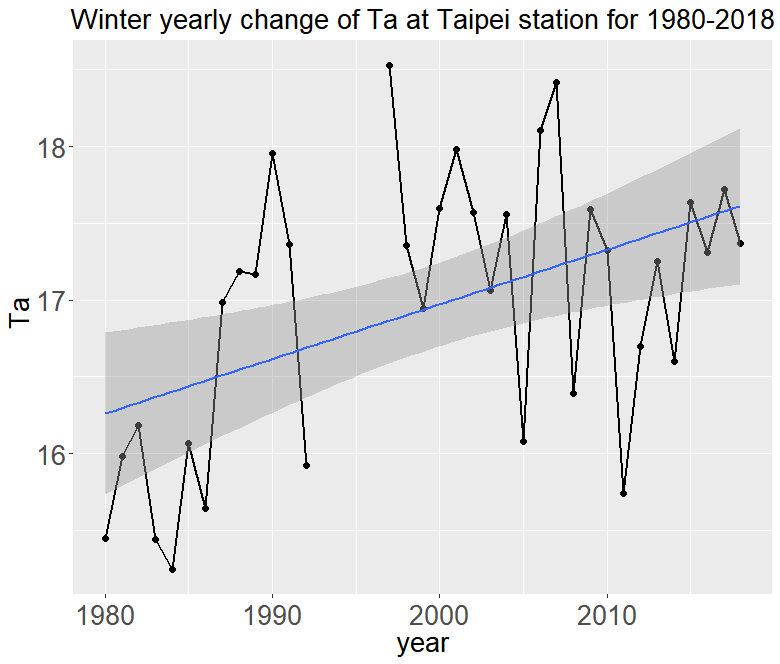 Winter yearly change of Ta at Taipei station for 1980-2018
Ta
18
17
16
1980 1990 2000 2010
year